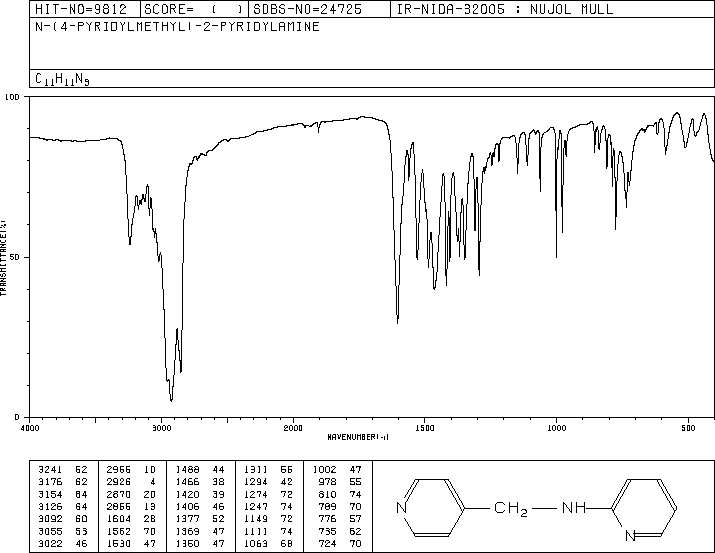 HIT-NO=9812 SCORE= ( ) SDBS-NO=24725 IR-NIDA-32005 : NUJOL MULL
N-(4-PYRIDYLMETHYL)-2-PYRIDYLAMINE
C₁₁H₁₁N₃
100
50
0
TRANSMITTANCE(%)
4000 3000 2000 1500 1000 500
WAVENUMBER(-1)
3241 52 2956 10 1488 44 1311 55 1002 47
3176 62 2926 4 1466 38 1294 42 978 55
3154 64 2870 20 1420 39 1274 72 810 74
3126 64 2855 13 1406 46 1247 74 789 70
3092 60 1604 28 1377 52 1149 72 776 57
3055 53 1562 70 1369 47 1111 74 735 62
3022 46 1530 47 1350 47 1063 68 724 70
N CH₂ NH N